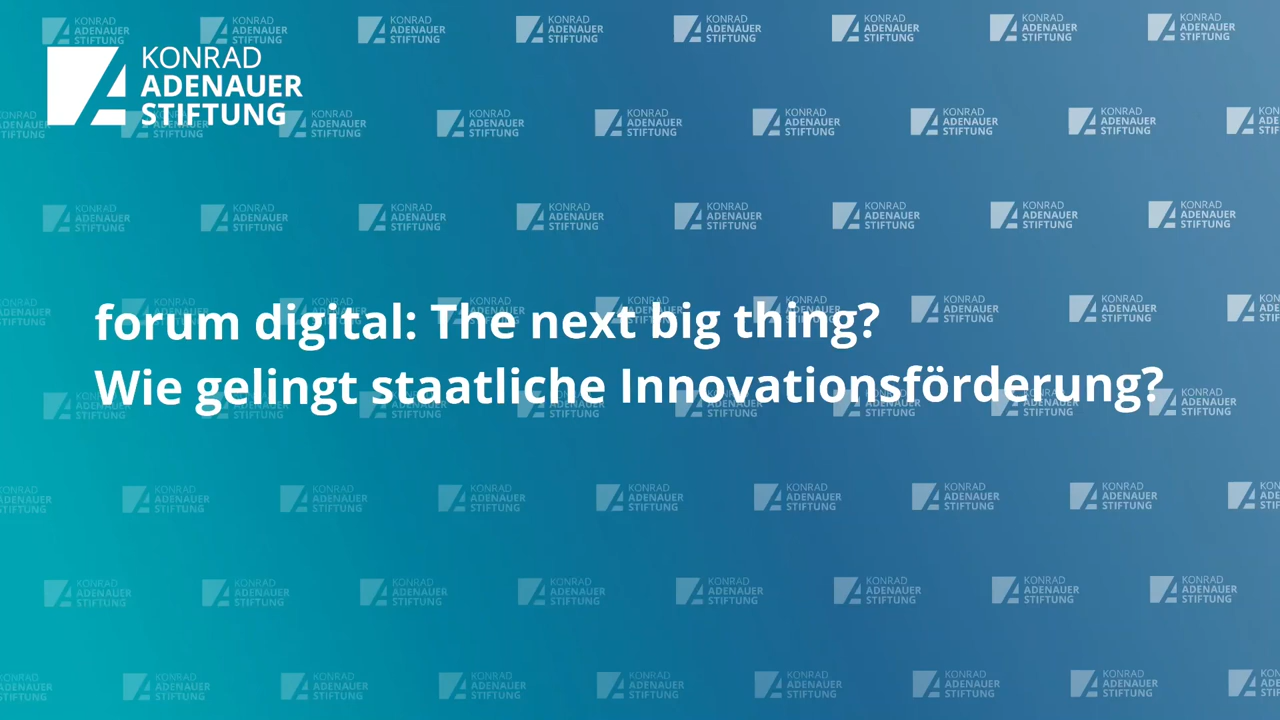 KONRAD
ADENAUER
STIFTUNG
forum digital: The next big thing?
Wie gelingt staatliche Innovationsförderung?